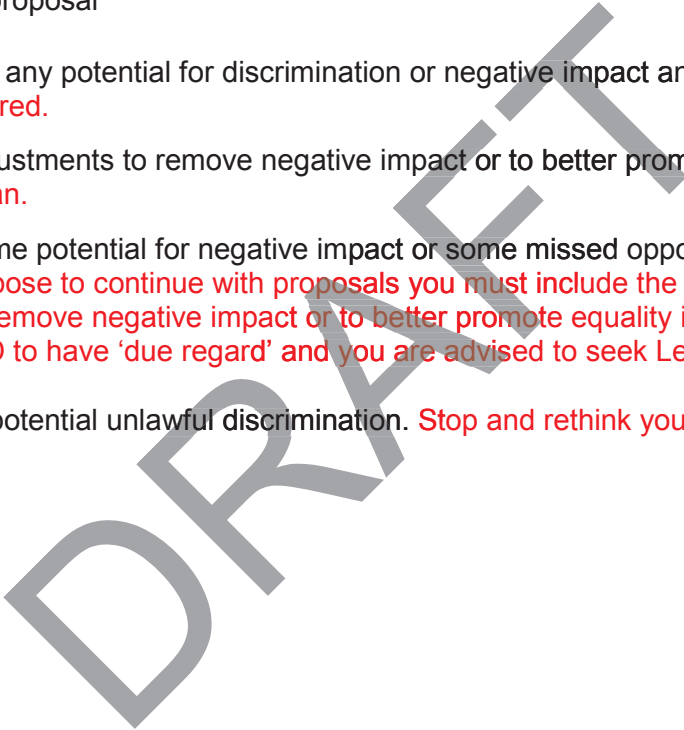 proposal
any potential for discrimination or negative impact an
red.
ustments to remove negative impact or to better prom
an.
me potential for negative impact or some missed oppo
pose to continue with proposals you must include the
remove negative impact or to better promote equality i
D to have ‘due regard’ and you are advised to seek Le
potential unlawful discrimination. Stop and rethink you
DRAFT